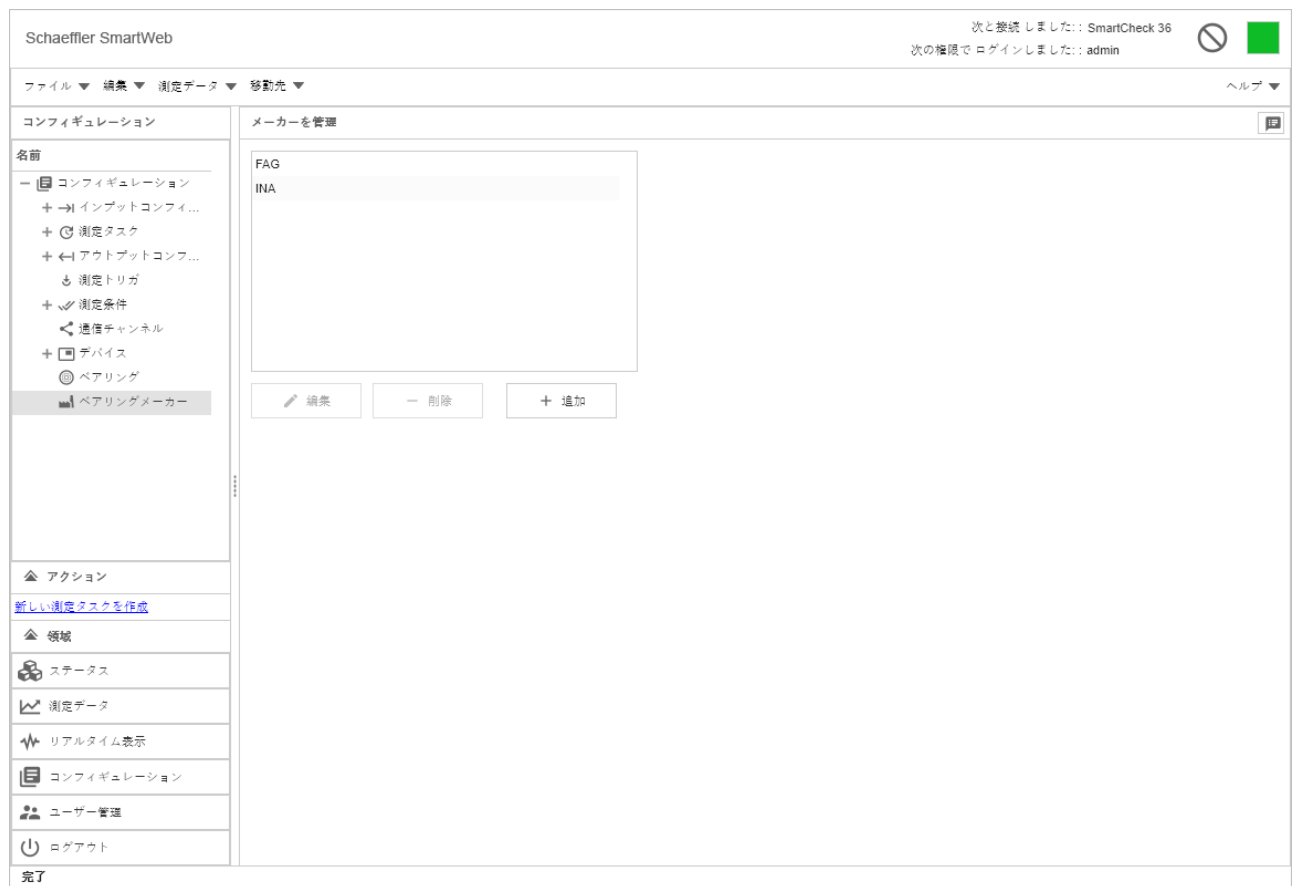 Schaeffler SmartWeb
次と接続 しました: : SmartCheck 36
次の権限で ログインしました: : admin
ファイル 編集 測定データ 移動先 ヘルプ
コンフィギュレーション
メーカーを管理
名前
コンフィギュレーション
インプットコンフィ...
測定タスク
アウトプットコンフ...
測定トリガ
測定条件
通信チャンネル
デバイス
ベアリング
ベアリングメーカー
FAG
INA
編集 削除 追加
アクション
新しい測定タスクを作成
領域
ステータス
測定データ
リアルタイム表示
コンフィギュレーション
ユーザー管理
ログアウト
完了